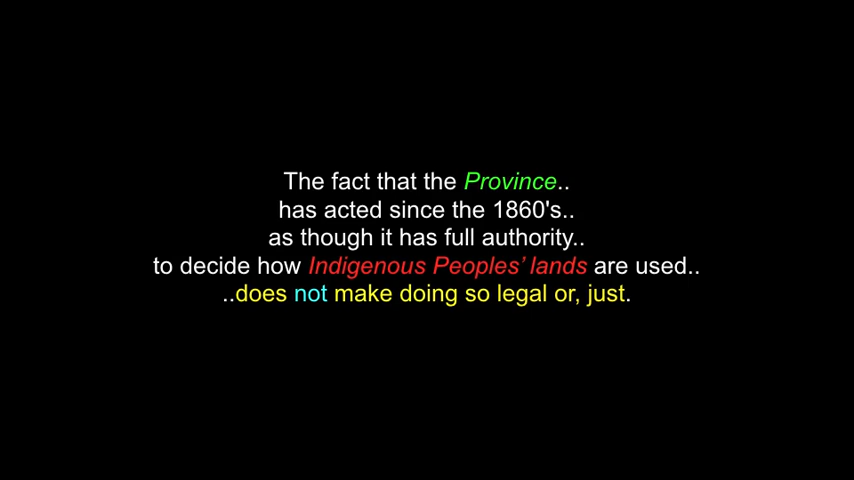 The fact that the Province..
has acted since the 1860's..
as though it has full authority..
to decide how Indigenous Peoples’ lands are used..
..does not make doing so legal or, just.